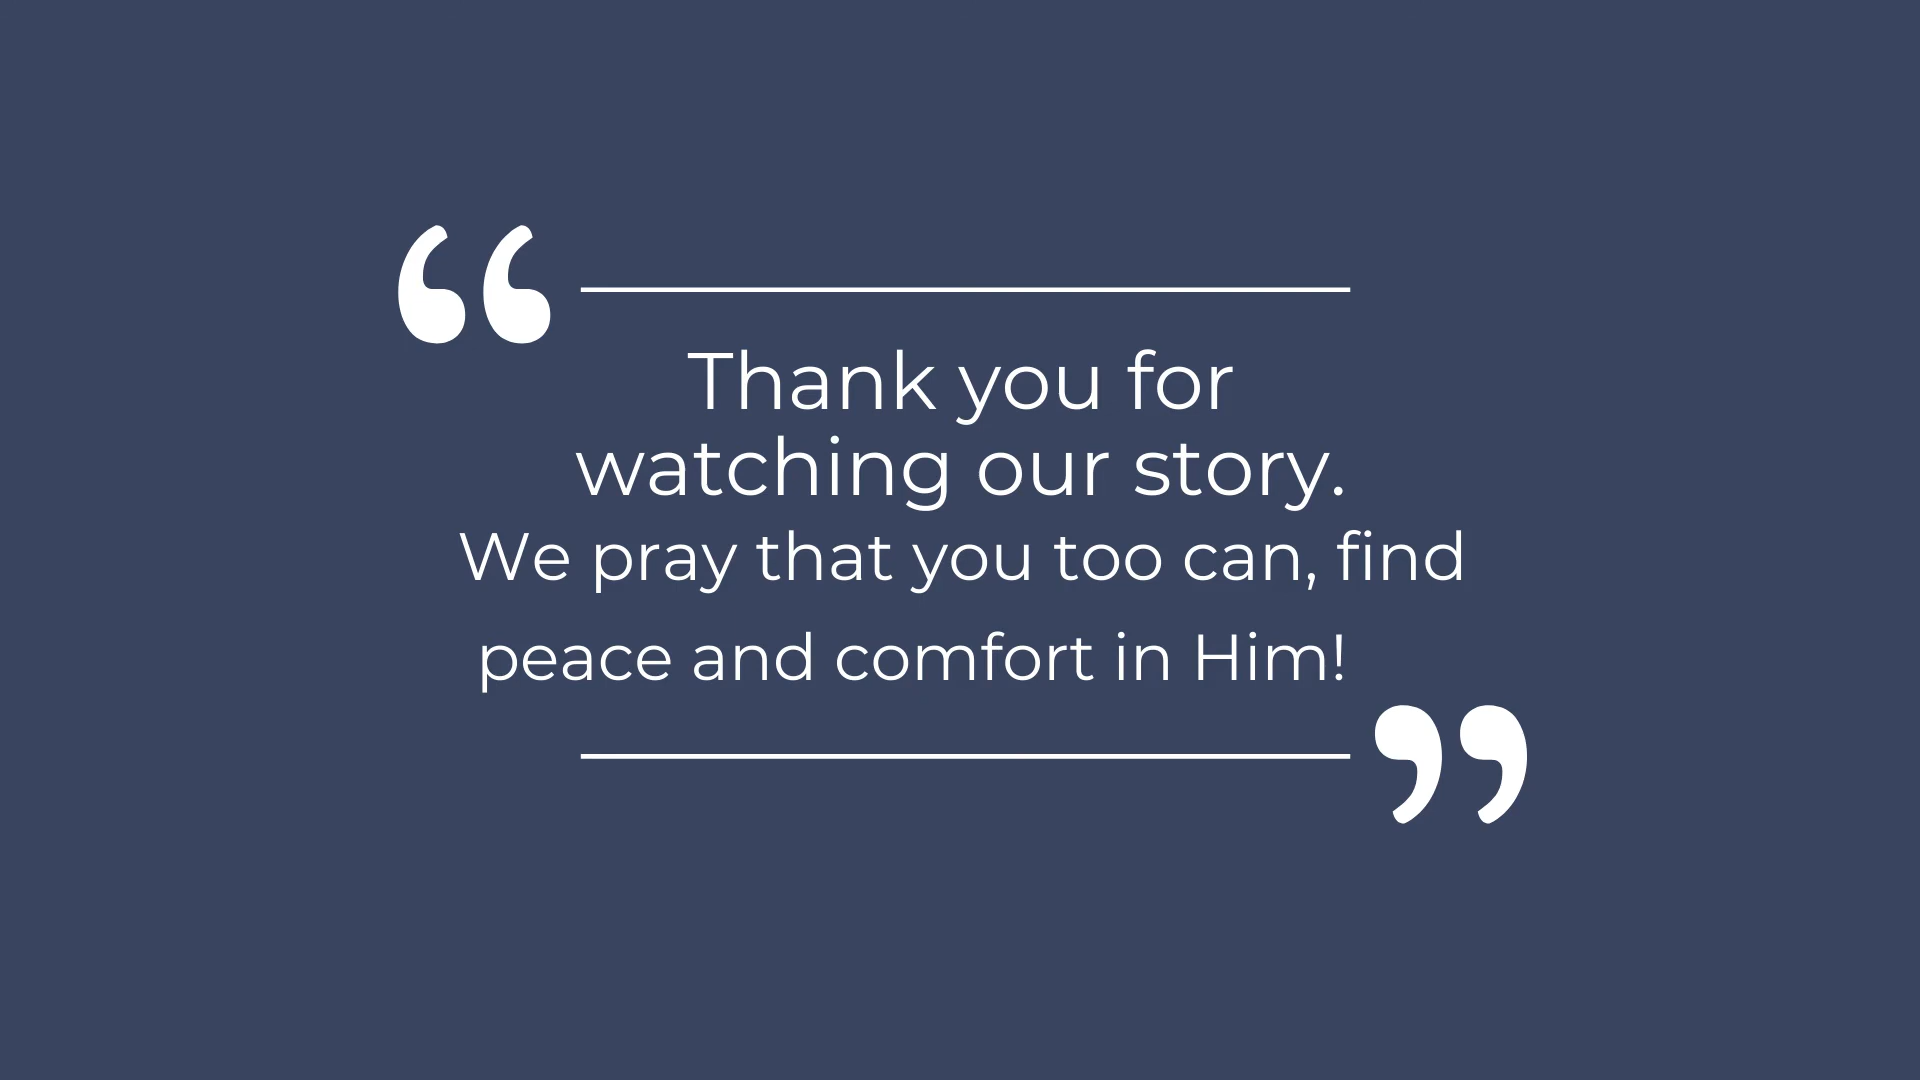 “
Thank you for
watching our story.
We pray that you too can, find
peace and comfort in Him!
”